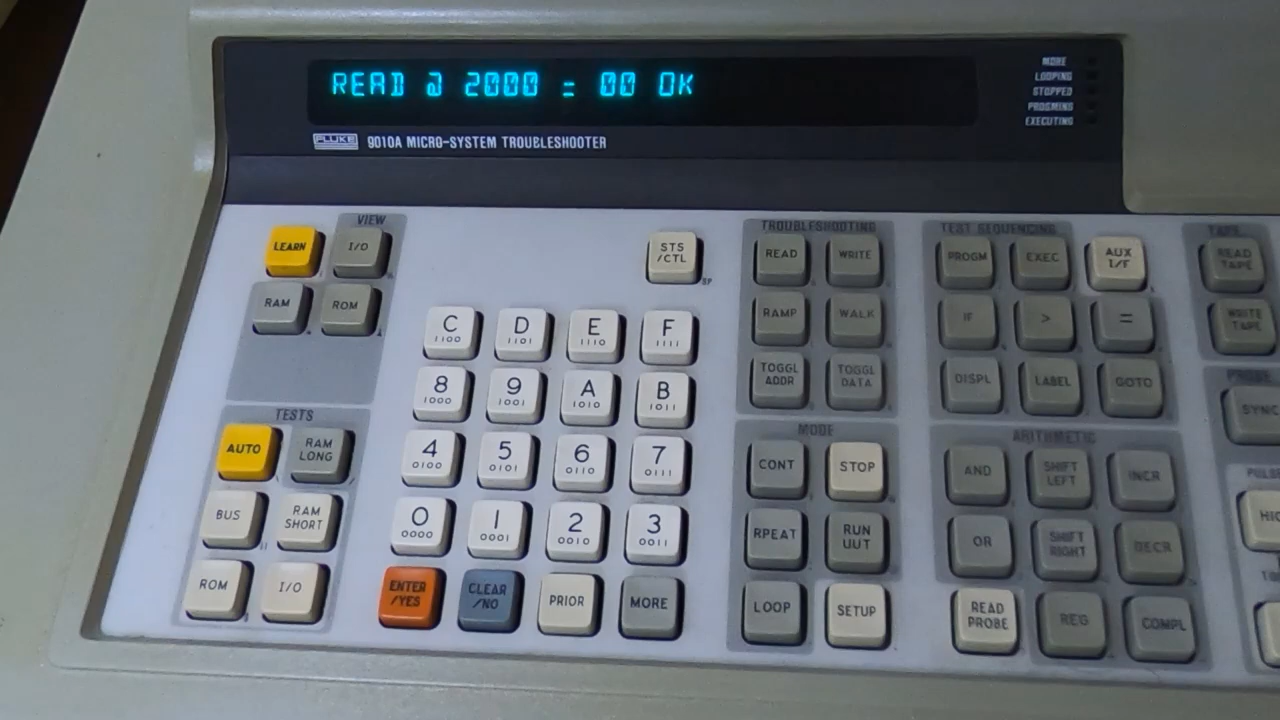 READ @ 2000 = 00 OK
MORE
LOOPING
STOPPED
PROGMING
EXECUTING
FLUKE 9010A MICRO-SYSTEM TROUBLESHOOTER
VIEW
LEARN I/O
RAM ROM
TESTS
AUTO RAM LONG
BUS RAM SHORT
ROM I/O
STS /CTL
C 1100 D 1101 E 1110 F 1111
8 1000 9 1001 A 1010 B 1011
4 0100 5 0101 6 0110 7 0111
0 0000 1 0001 2 0010 3 0011
ENTER /YES CLEAR /NO PRIOR MORE
TROUBLESHOOTING
READ WRITE
RAMP WALK
TOGGL ADDR TOGGL DATA
MODE
CONT STOP
RPEAT RUN UUT
LOOP SETUP
TEST SEQUENCING
PROGM EXEC AUX I/F
IF > =
DISPL LABEL GOTO
ARITHMETIC
AND SHIFT LEFT INCR
OR SHIFT RIGHT DECR
READ PROBE REG COMPL
TAPE
READ TAPE
WRITE TAPE
PROBE
SYNC